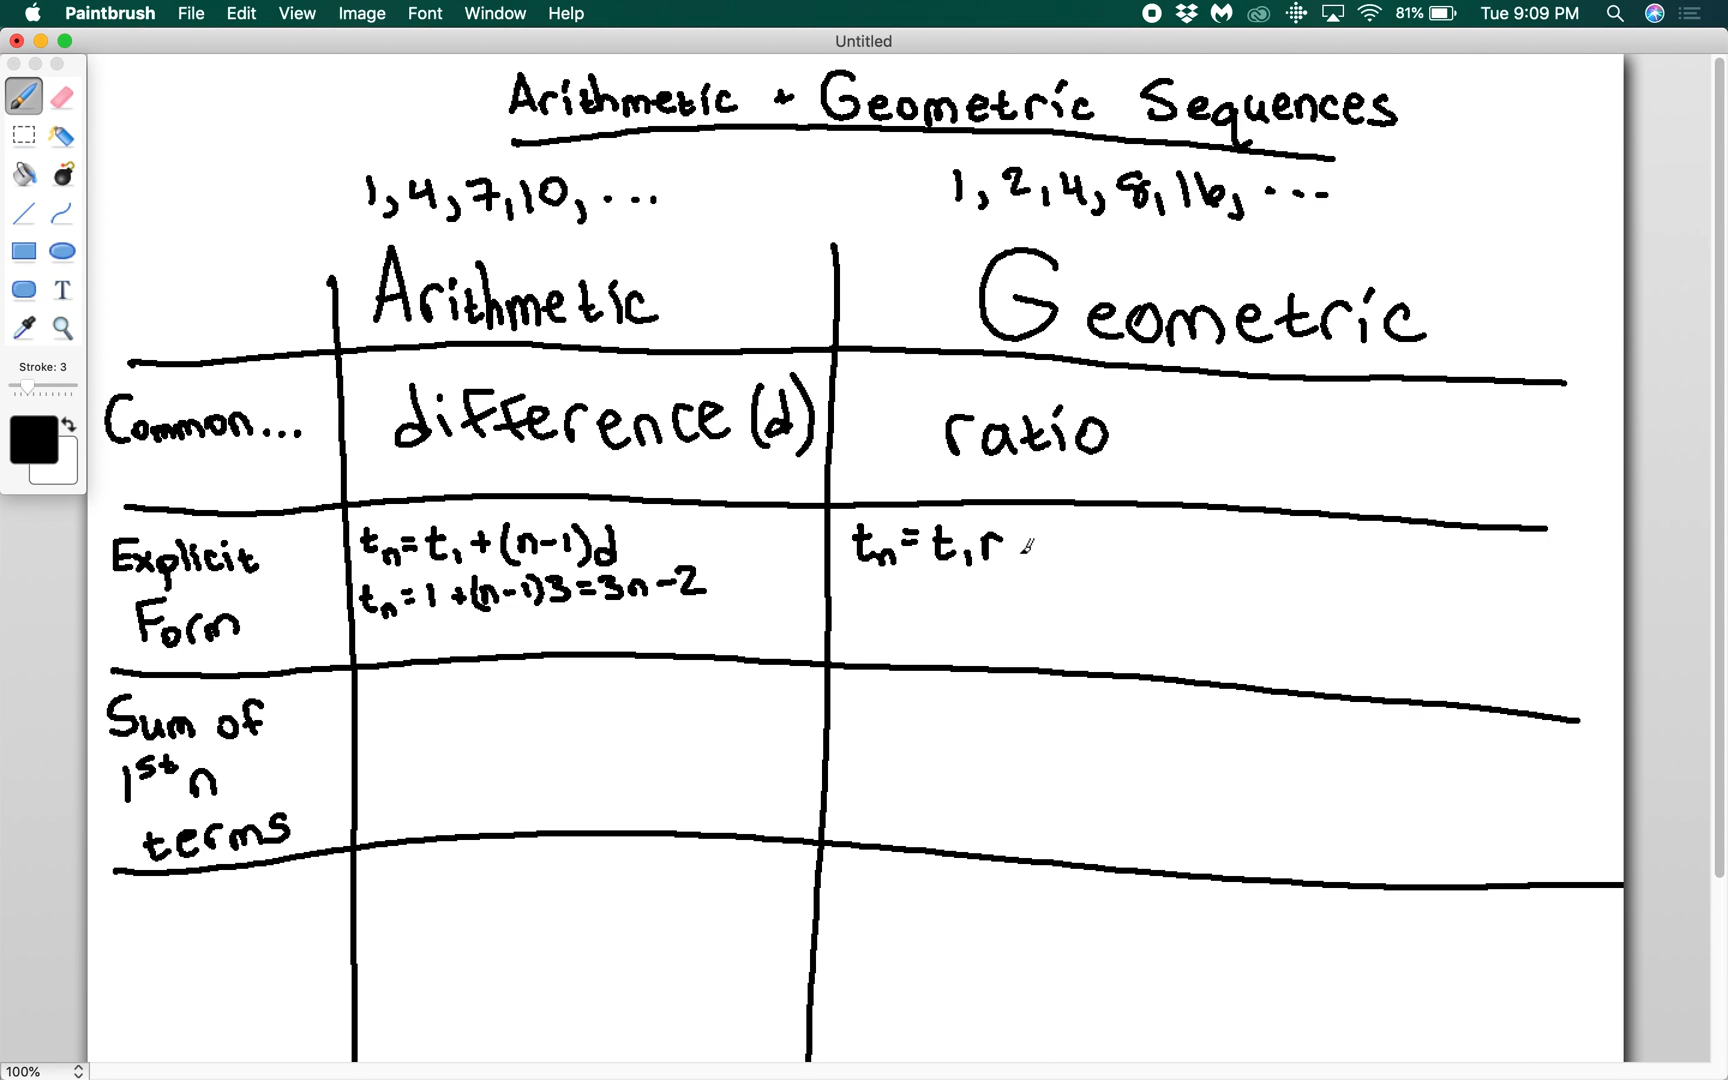 Paintbrush File Edit View Image Font Window Help 81% Tue 9:09 PM
Untitled
Arithmetic + Geometric Sequences
1, 4, 7, 10, ... 1, 2, 4, 8, 16, ...
Arithmetic Geometric
Stroke: 3
Common... difference (d) ratio
Explicit Form tₙ = t₁ + (n-1)d tₙ = t₁r
tₙ = 1 + (n-1)3 = 3n - 2
Sum of
1ˢᵗ n
terms
100%